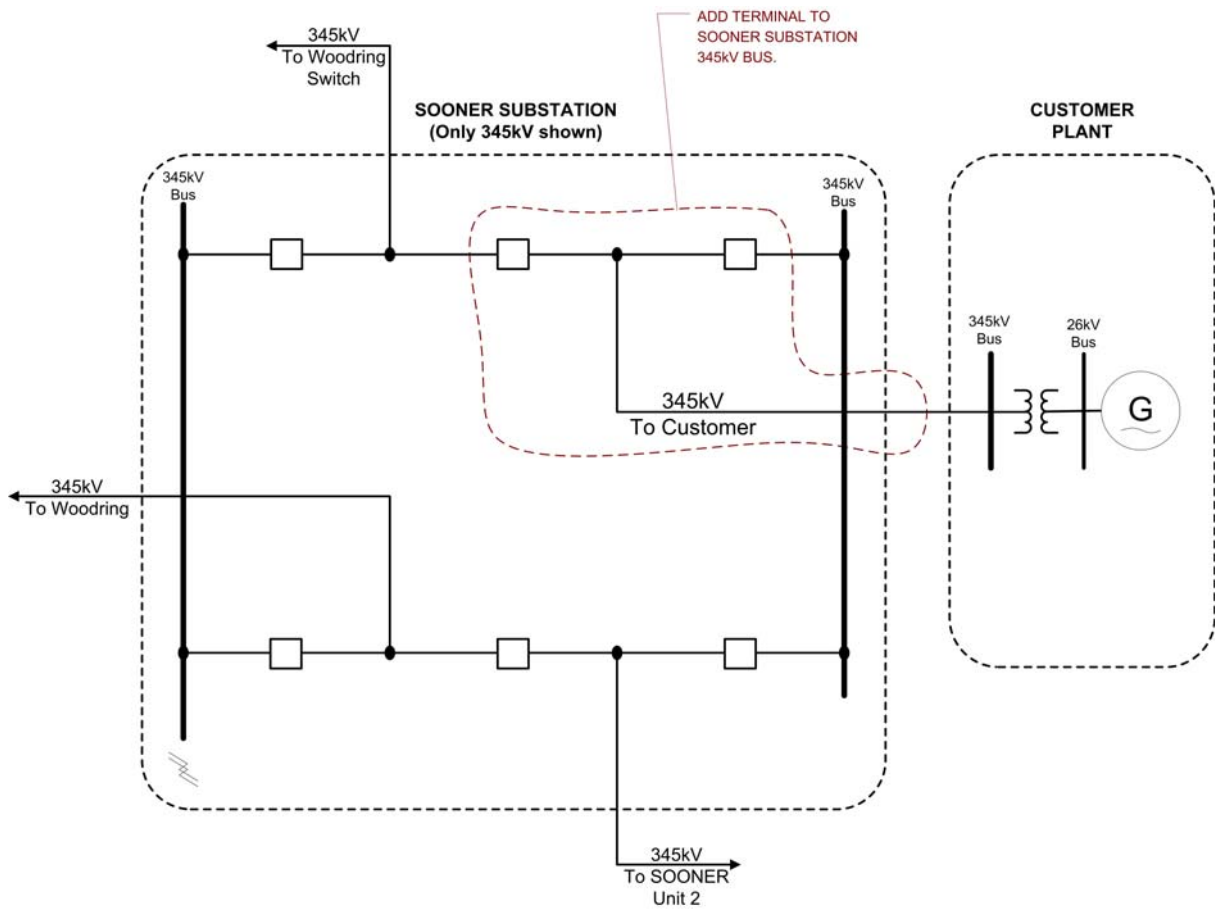 ADD TERMINAL TO
SOONER SUBSTATION
345kV BUS.
345kV
To Woodring
Switch
SOONER SUBSTATION
(Only 345kV shown)
CUSTOMER
PLANT
345kV
Bus
345kV
Bus
345kV
Bus
26kV
Bus
G
345kV
To Customer
345kV
To Woodring
345kV
To SOONER
Unit 2